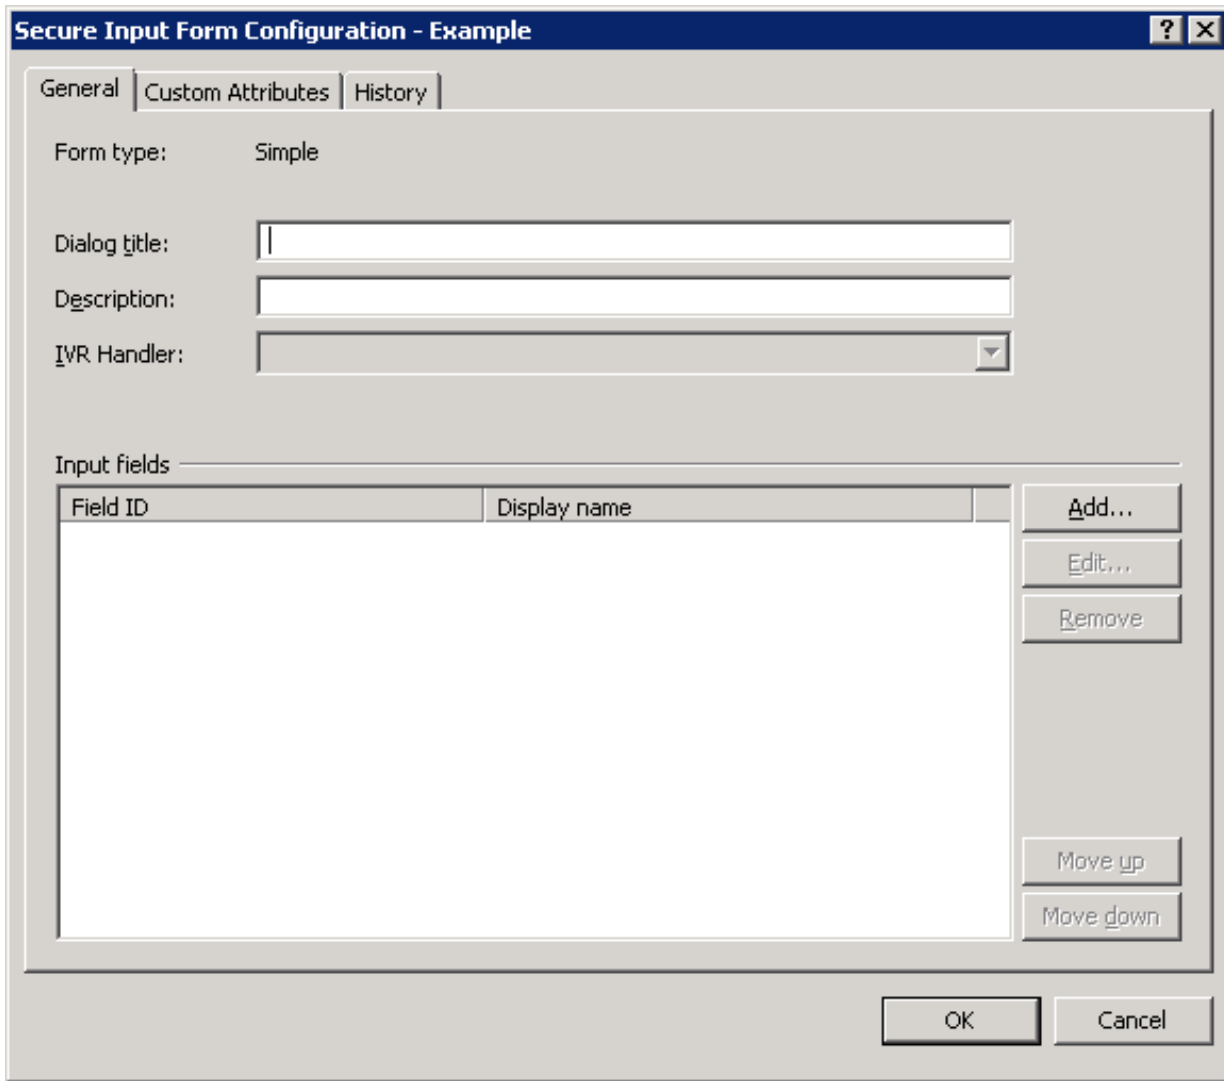 Secure Input Form Configuration - Example
General Custom Attributes History
Form type: Simple
Dialog title:
Description:
IVR Handler:
Input fields
Field ID Display name Add...
Edit...
Remove
Move up
Move down
OK Cancel